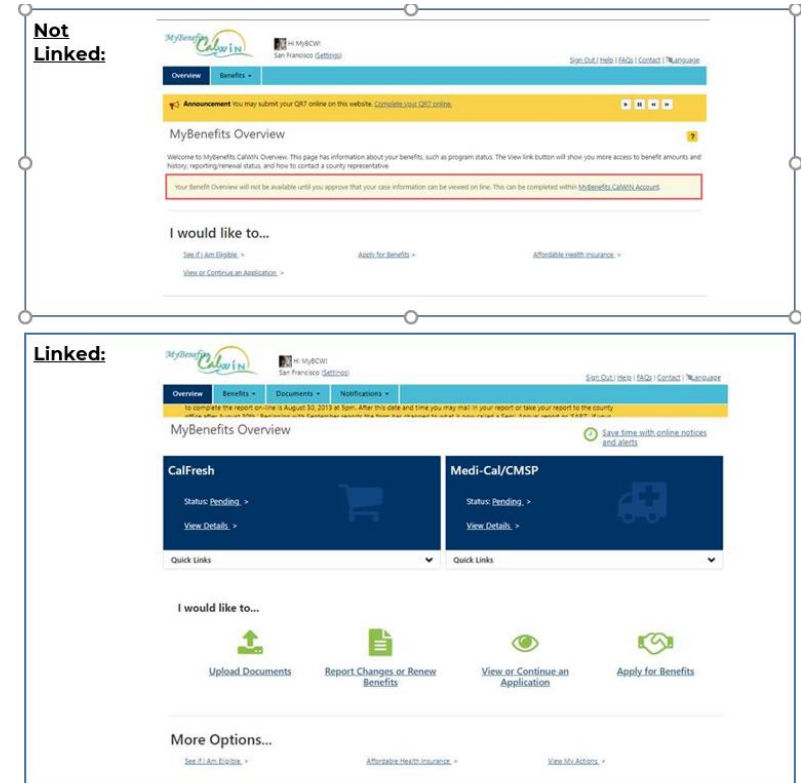 Not
Linked:
MyBenefits
CalWIN
Hi MyBCW!
San Francisco (Settings)
Sign Out / Help | FAQs | Contact | Language
Overview Benefits
Announcement You may submit your QR7 online on this website. Complete your QR7 online.
MyBenefits Overview
?
Welcome to MyBenefits CalWIN Overview. This page has information about your benefits, such as program status. The View link button will show you more access to benefit amounts and
history, reporting/renewal status, and how to contact a county representative.
Your Benefit Overview will not be available until you approve that your case information can be viewed on line. This can be completed within MyBenefits CalWIN Account.
I would like to...
See If I Am Eligible > Apply for Benefits > Affordable Health Insurance >
View or Continue an Application >
Linked:
MyBenefits
CalWIN
Hi MyBCW!
San Francisco (Settings)
Sign Out / Help | FAQs | Contact | Language
Overview Benefits Documents Notifications
to complete the report on-line is August 30, 2013 at 5pm. After this date and time you may mail in your report or take your report to the county
MyBenefits Overview
Save time with online notices
and alerts
CalFresh Medi-Cal/CMSP
Status: Pending > Status: Pending >
View Details > View Details >
Quick Links Quick Links
I would like to...
Upload Documents Report Changes or Renew View or Continue an Apply for Benefits
Benefits Application
More Options...
See If I Am Eligible > Affordable Health Insurance > View My Actions >